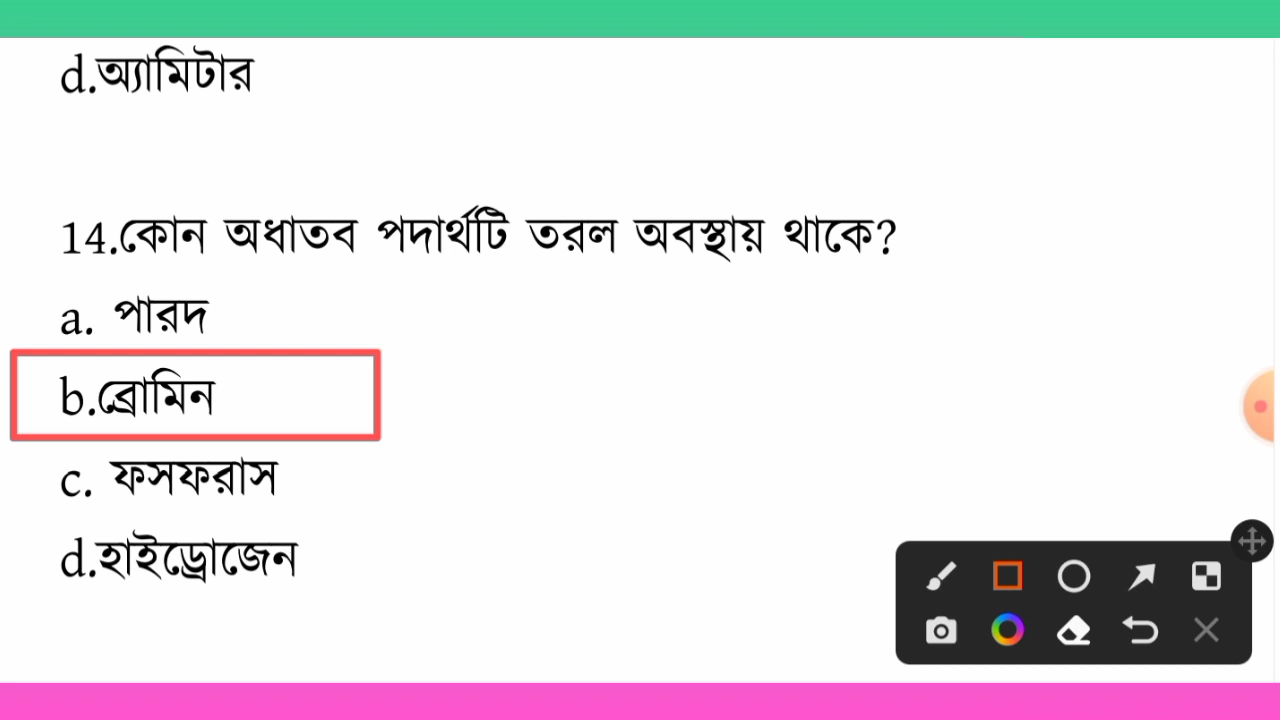 d.অ্যামিটার
14.কোন অধাতব পদার্থটি তরল অবস্থায় থাকে?
a. পারদ
b.ব্রোমিন
c. ফসফরাস
d.হাইড্রোজেন